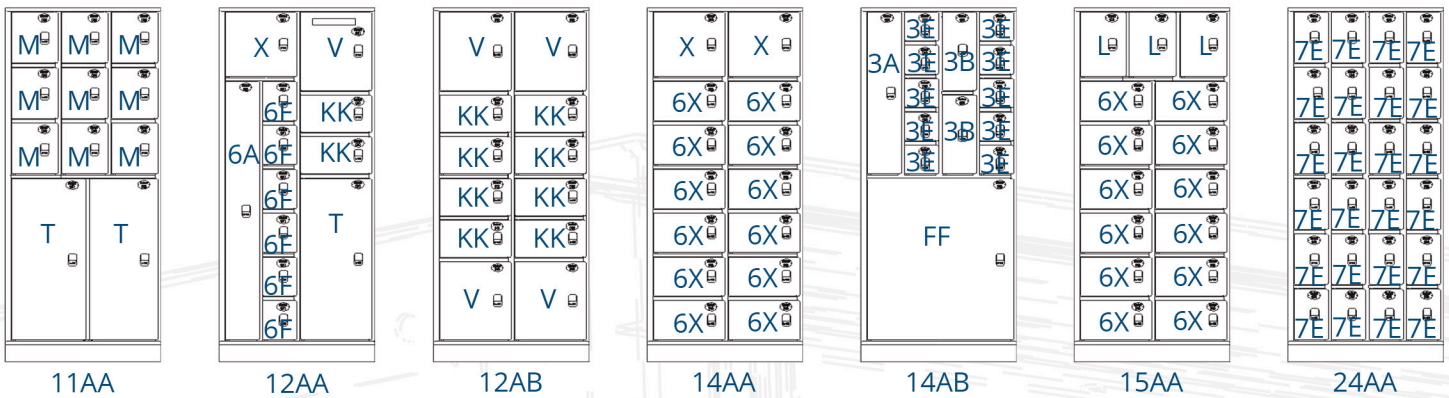 M M M
M M M
M M M
T T
11AA
X V
6F KK
6A 6F KK
6F
6F T
6F
6F
12AA
V V
KK KK
KK KK
KK KK
KK KK
V V
12AB
X X
6X 6X
6X 6X
6X 6X
6X 6X
6X 6X
6X 6X
14AA
3E 3E
3A 3E 3B 3E
3E 3E
3E 3B 3E
3E 3E
FF
14AB
L L L
6X 6X
6X 6X
6X 6X
6X 6X
6X 6X
6X 6X
15AA
7E 7E 7E 7E
7E 7E 7E 7E
7E 7E 7E 7E
7E 7E 7E 7E
7E 7E 7E 7E
7E 7E 7E 7E
24AA